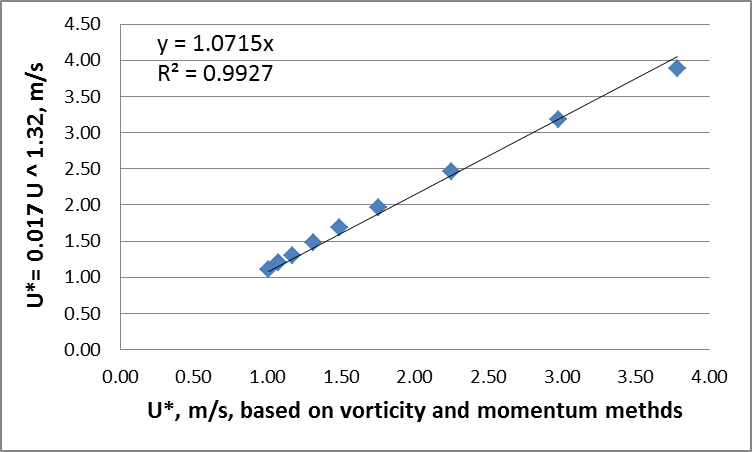 y = 1.0715x
R² = 0.9927
U*= 0.017 U ^ 1.32, m/s
4.50
4.00
3.50
3.00
2.50
2.00
1.50
1.00
0.50
0.00
0.00 0.50 1.00 1.50 2.00 2.50 3.00 3.50 4.00
U*, m/s, based on vorticity and momentum methds